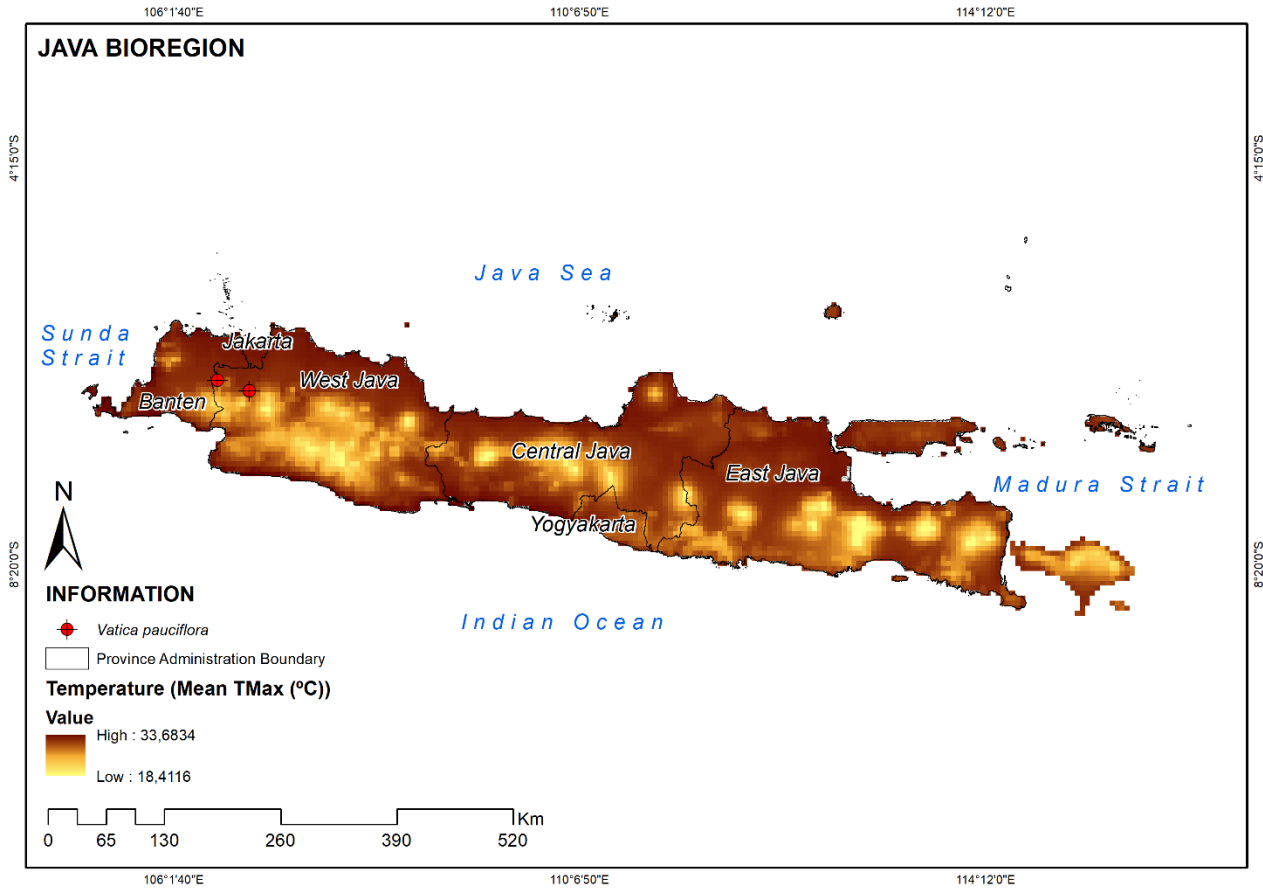 106°1'40"E 110°6'50"E 114°12'0"E
JAVA BIOREGION
4°15'0"S 4°15'0"S
Java Sea
Sunda
Strait
Jakarta
West Java
Banten
Central Java
East Java
Madura Strait
Yogyakarta
8°20'0"S 8°20'0"S
N
Indian Ocean
INFORMATION
Vatica pauciflora
Province Administration Boundary
Temperature (Mean TMax (ºC))
Value
High : 33,6834
Low : 18,4116
Km
0 65 130 260 390 520
106°1'40"E 110°6'50"E 114°12'0"E